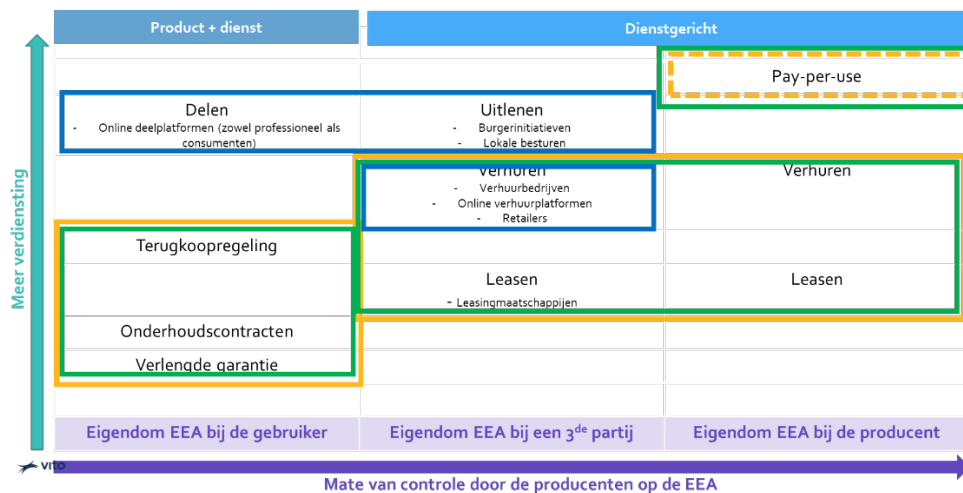 Product + dienst
Dienstgericht
Pay-per-use
Delen
- Online deelplatformen (zowel professioneel als
consumenten)
Uitlenen
- Burgerinitiatieven
- Lokale besturen
Verhuren
- Verhuurbedrijven
- Online verhuurplatformen
- Retailers
Verhuren
Terugkoopregeling
Leasen
- Leasingmaatschappijen
Leasen
Onderhoudscontracten
Verlengde garantie
Meer verdiensting
Eigendom EEA bij de gebruiker
Eigendom EEA bij een 3de partij
Eigendom EEA bij de producent
vito
Mate van controle door de producenten op de EEA